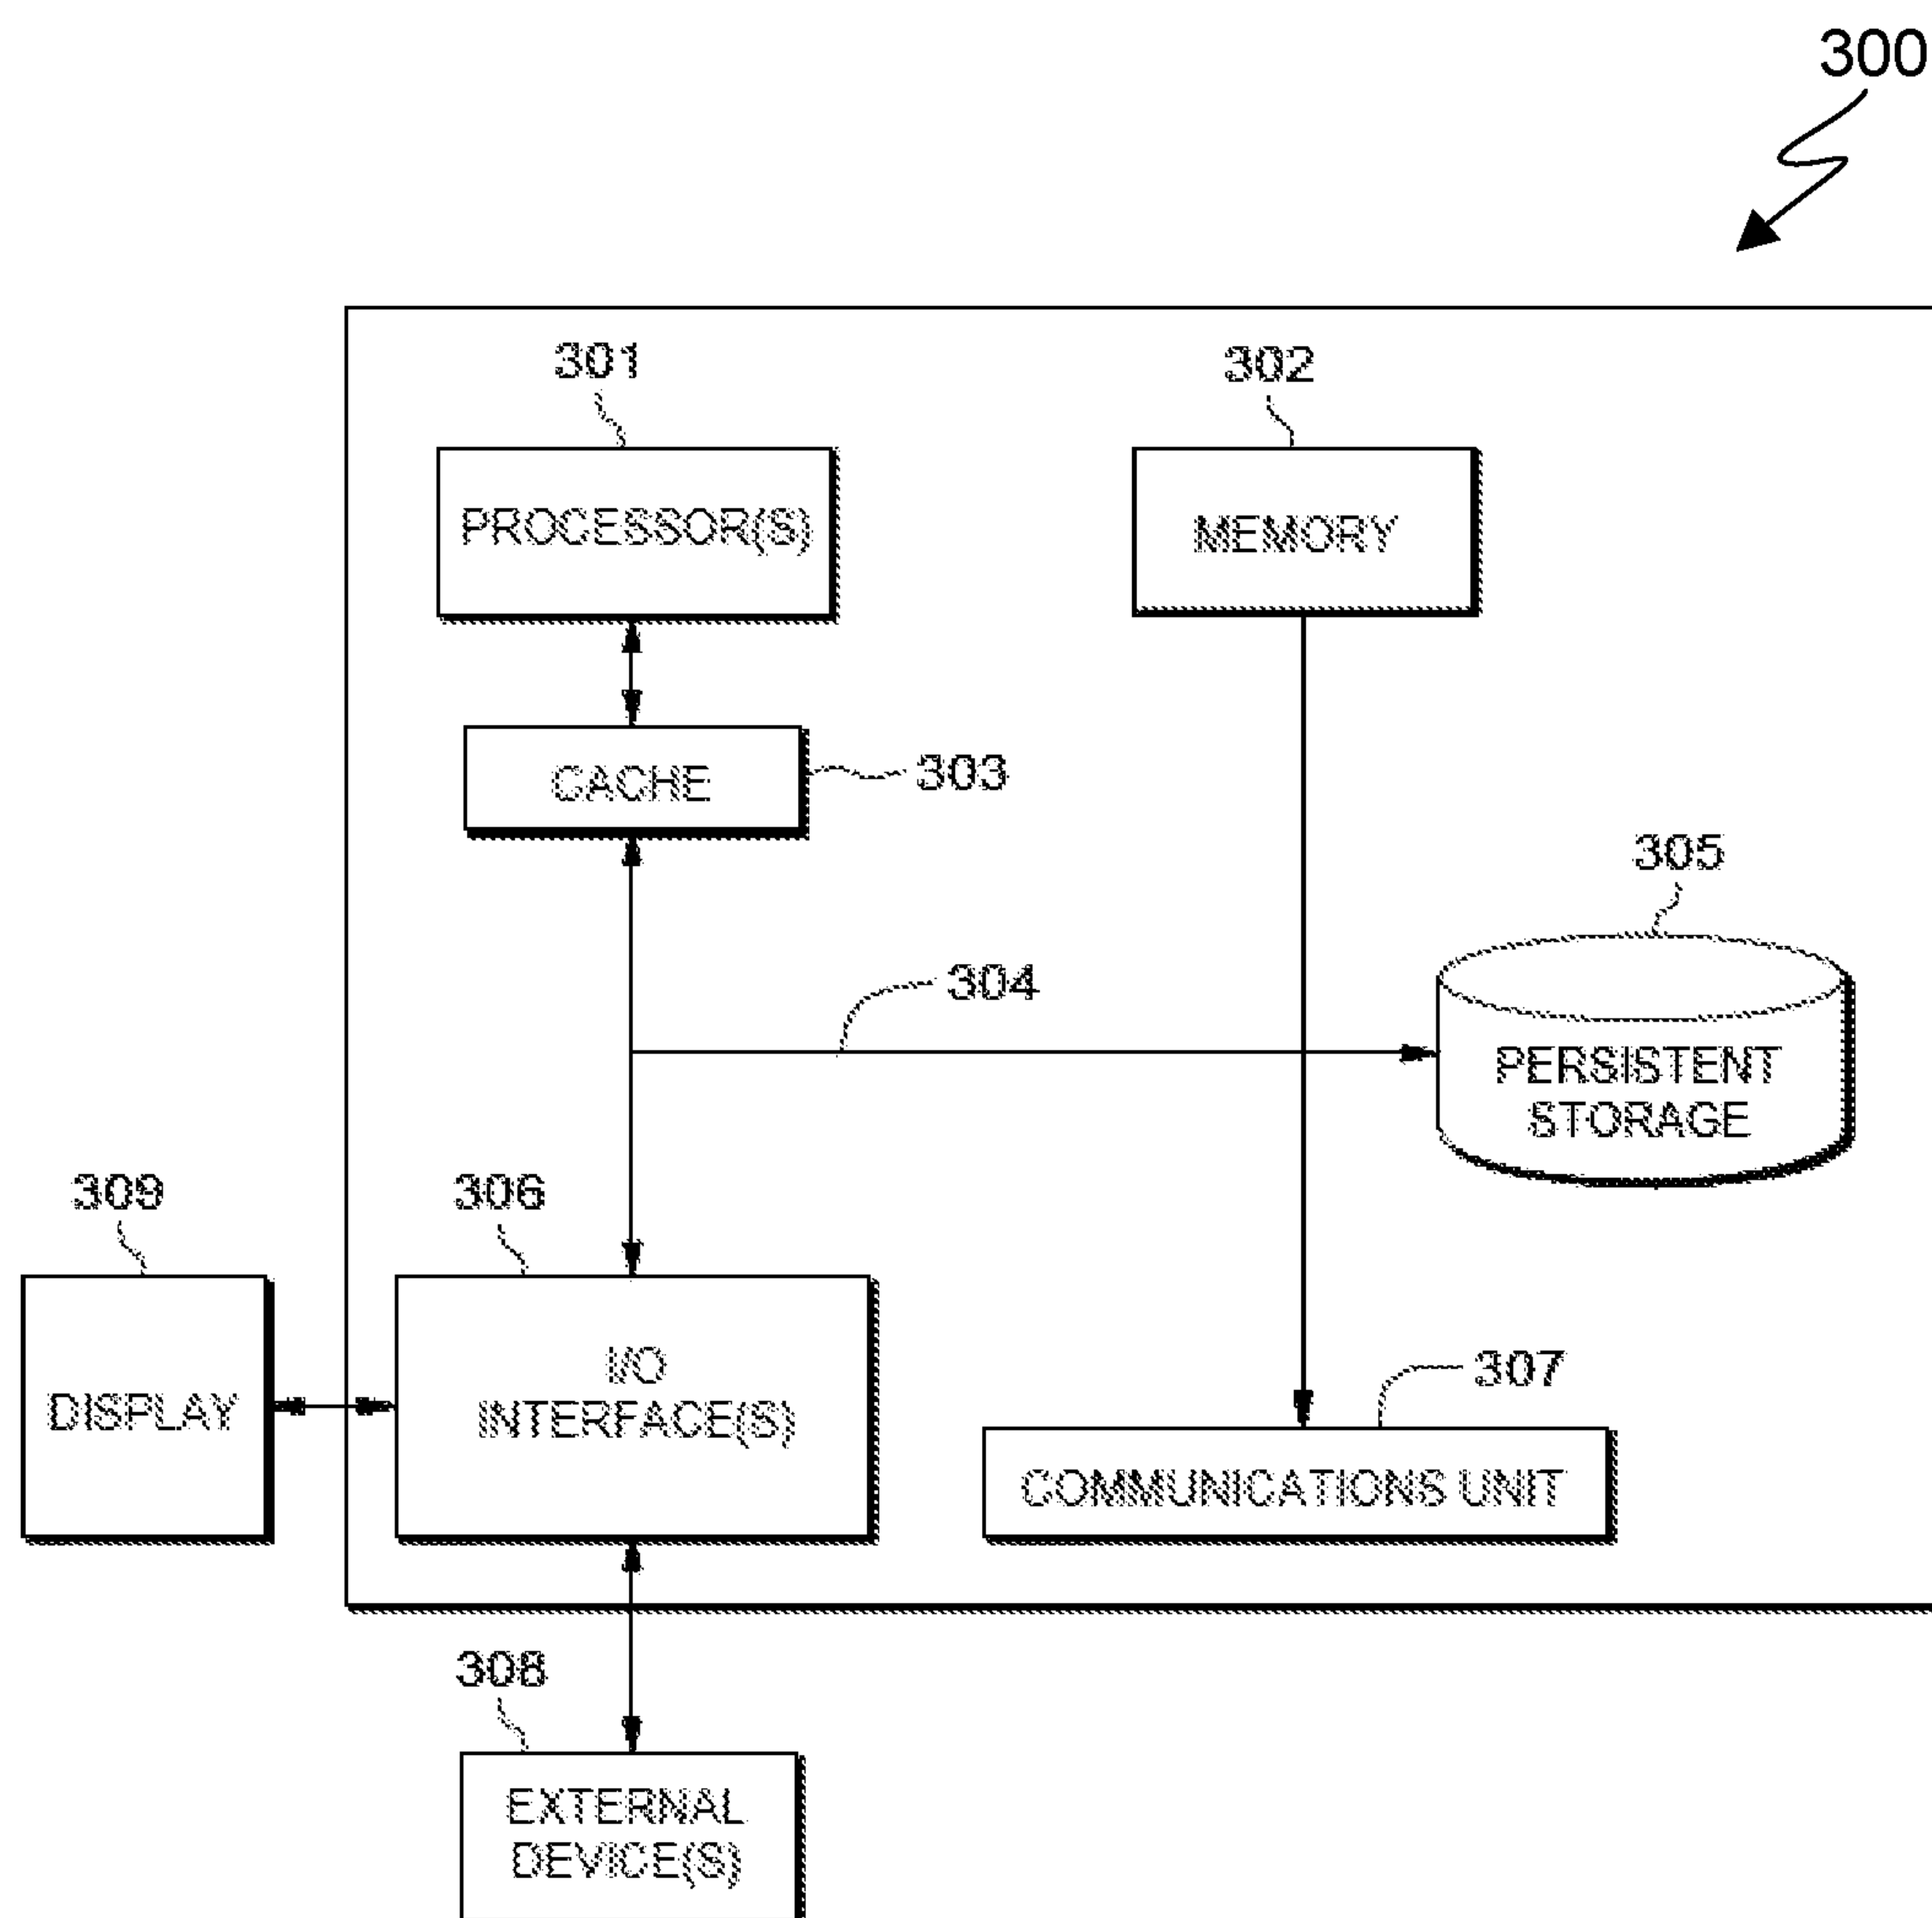 300
301
302
PROCESSOR(S)
MEMORY
CACHE
303
305
304
PERSISTENT
STORAGE
309
306
I/O
INTERFACE(S)
DISPLAY
307
COMMUNICATIONS UNIT
308
EXTERNAL
DEVICE(S)